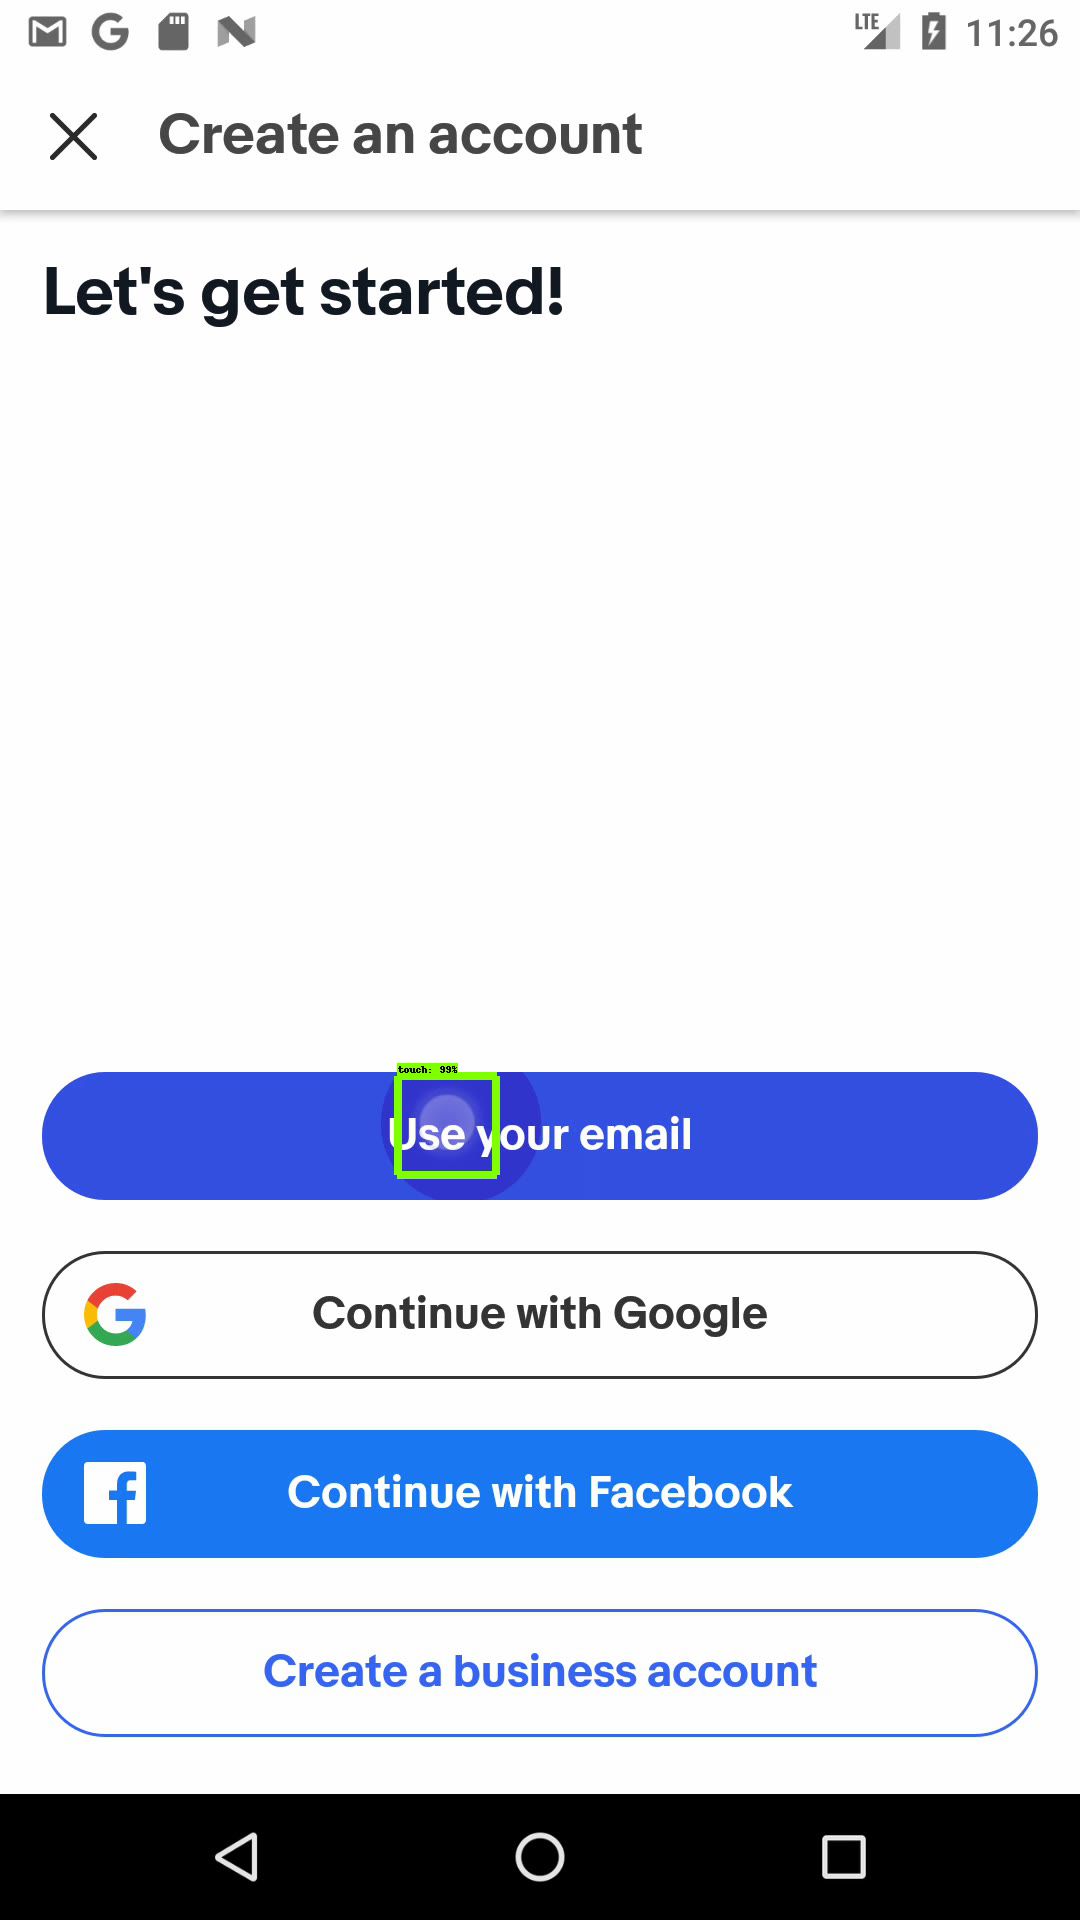 LTE 11:26
Create an account
Let's get started!
touch: 99%
Use your email
Continue with Google
Continue with Facebook
Create a business account